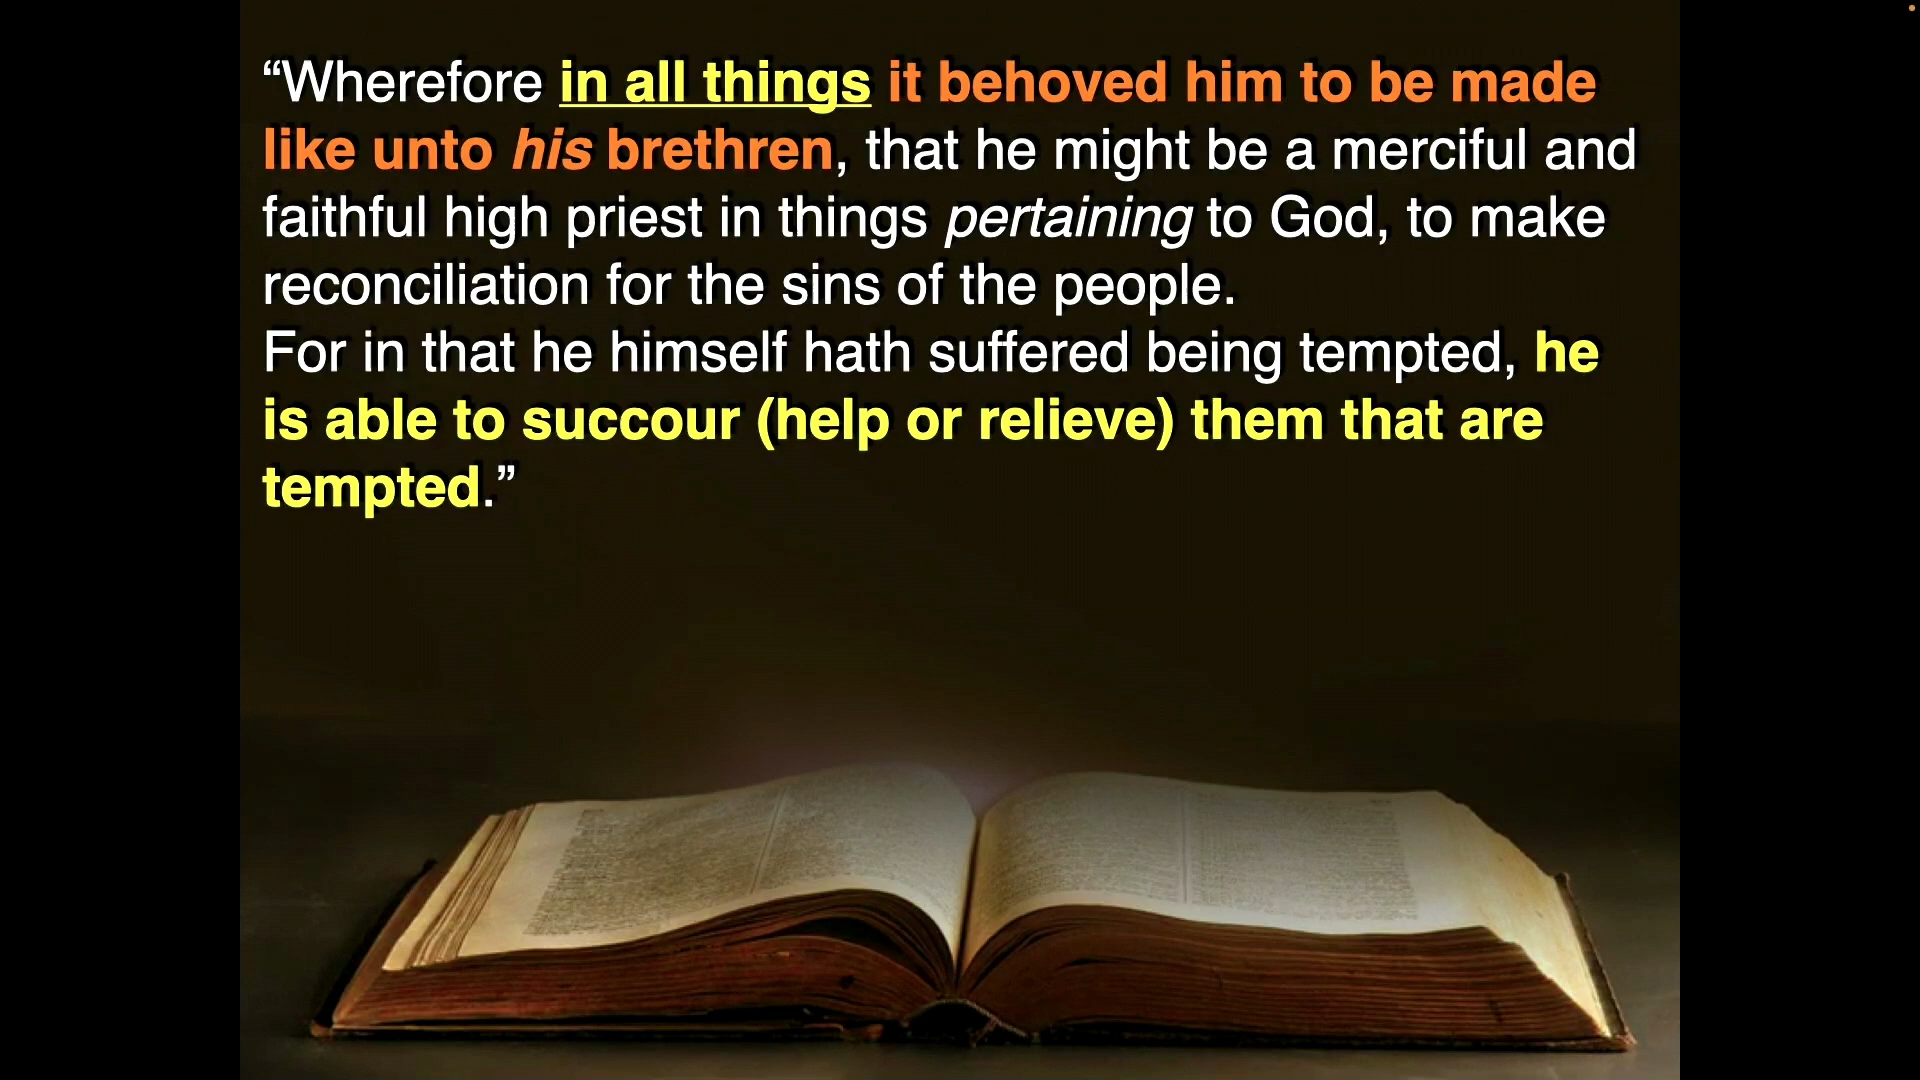 “Wherefore in all things it behoved him to be made
like unto his brethren, that he might be a merciful and
faithful high priest in things pertaining to God, to make
reconciliation for the sins of the people.
For in that he himself hath suffered being tempted, he
is able to succour (help or relieve) them that are
tempted.”